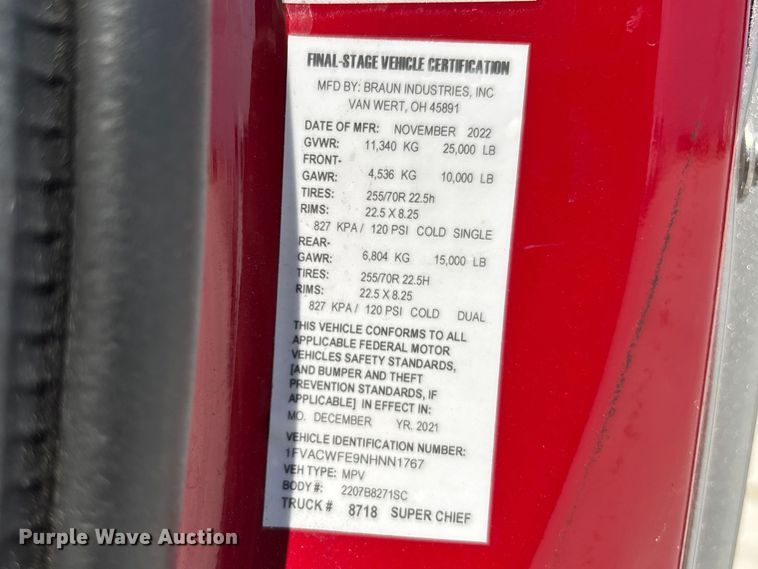 FINAL-STAGE VEHICLE CERTIFICATION
MFD BY: BRAUN INDUSTRIES, INC
VAN WERT, OH 45891
DATE OF MFR: NOVEMBER 2022
GVWR: 11,340 KG 25,000 LB
FRONT-
GAWR: 4,536 KG 10,000 LB
TIRES: 255/70R 22.5h
RIMS: 22.5 X 8.25
827 KPA / 120 PSI COLD SINGLE
REAR-
GAWR: 6,804 KG 15,000 LB
TIRES: 255/70R 22.5H
RIMS: 22.5 X 8.25
827 KPA / 120 PSI COLD DUAL
THIS VEHICLE CONFORMS TO ALL
APPLICABLE FEDERAL MOTOR
VEHICLES SAFETY STANDARDS,
[AND BUMPER AND THEFT
PREVENTION STANDARDS, IF
APPLICABLE] IN EFFECT IN:
MO. DECEMBER YR. 2021
VEHICLE IDENTIFICATION NUMBER:
1FVACWFE9NHNN1767
VEH TYPE: MPV
BODY #: 2207B8271SC
TRUCK # 8718 SUPER CHIEF
Purple Wave Auction